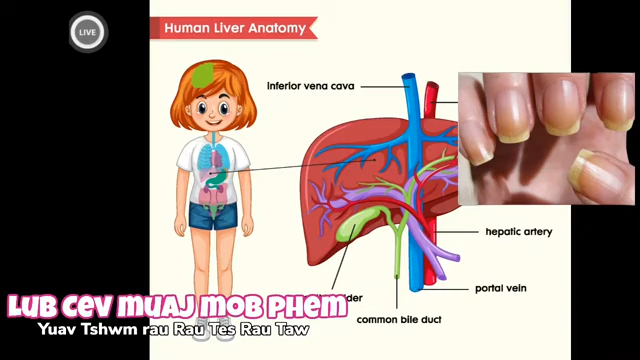 LIVE
Human Liver Anatomy
inferior vena cava
hepatic artery
portal vein
common bile duct
LUB CEV MUAJ MOB PHEM
Yuav Tshwm rau Rau Tes Rau Taw